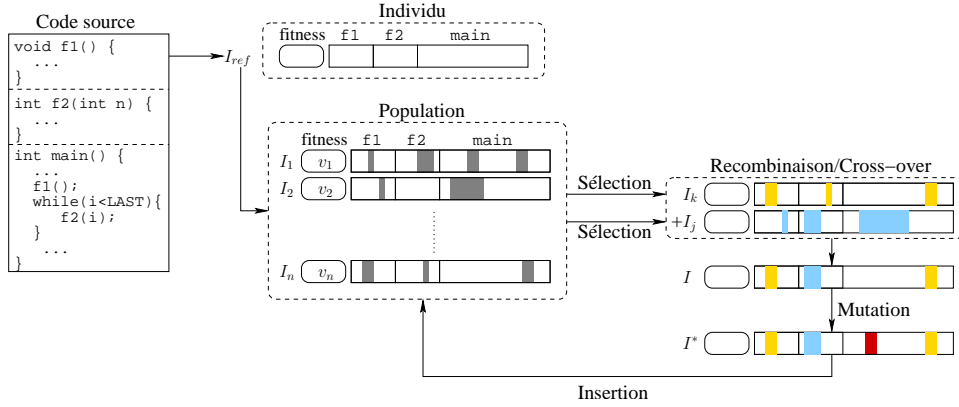 Code source
void f1() {
...
}
int f2(int n) {
...
}
int main() {
...
f1();
while(i<LAST){
f2(i);
}
...
}
I_ref
Individu
fitness f1 f2 main
Population
fitness f1 f2 main
I_1 v_1
I_2 v_2
I_n v_n
Sélection
Sélection
Recombinaison/Cross-over
I_k
+I_j
I
Mutation
I*
Insertion